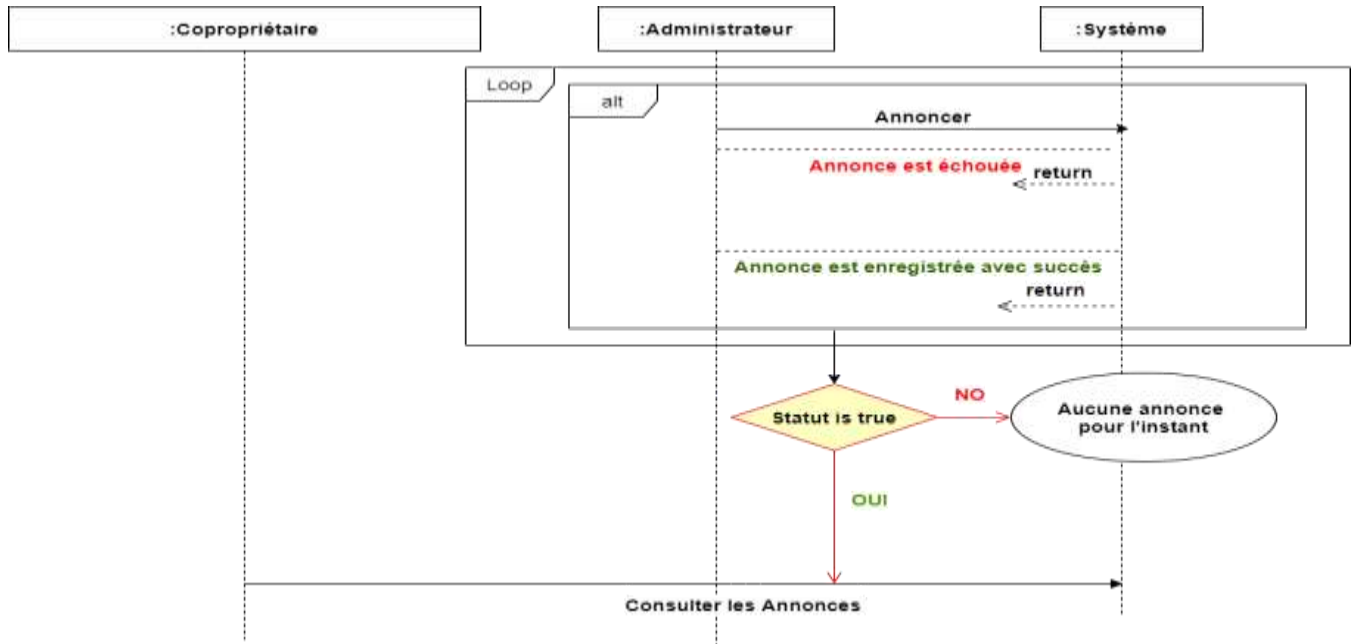 :Copropriétaire
:Administrateur
:Système
Loop
alt
Annoncer
Annonce est échouée
return
Annonce est enregistrée avec succès
return
Statut is true
NO
Aucune annonce
pour l'instant
OUI
Consulter les Annonces